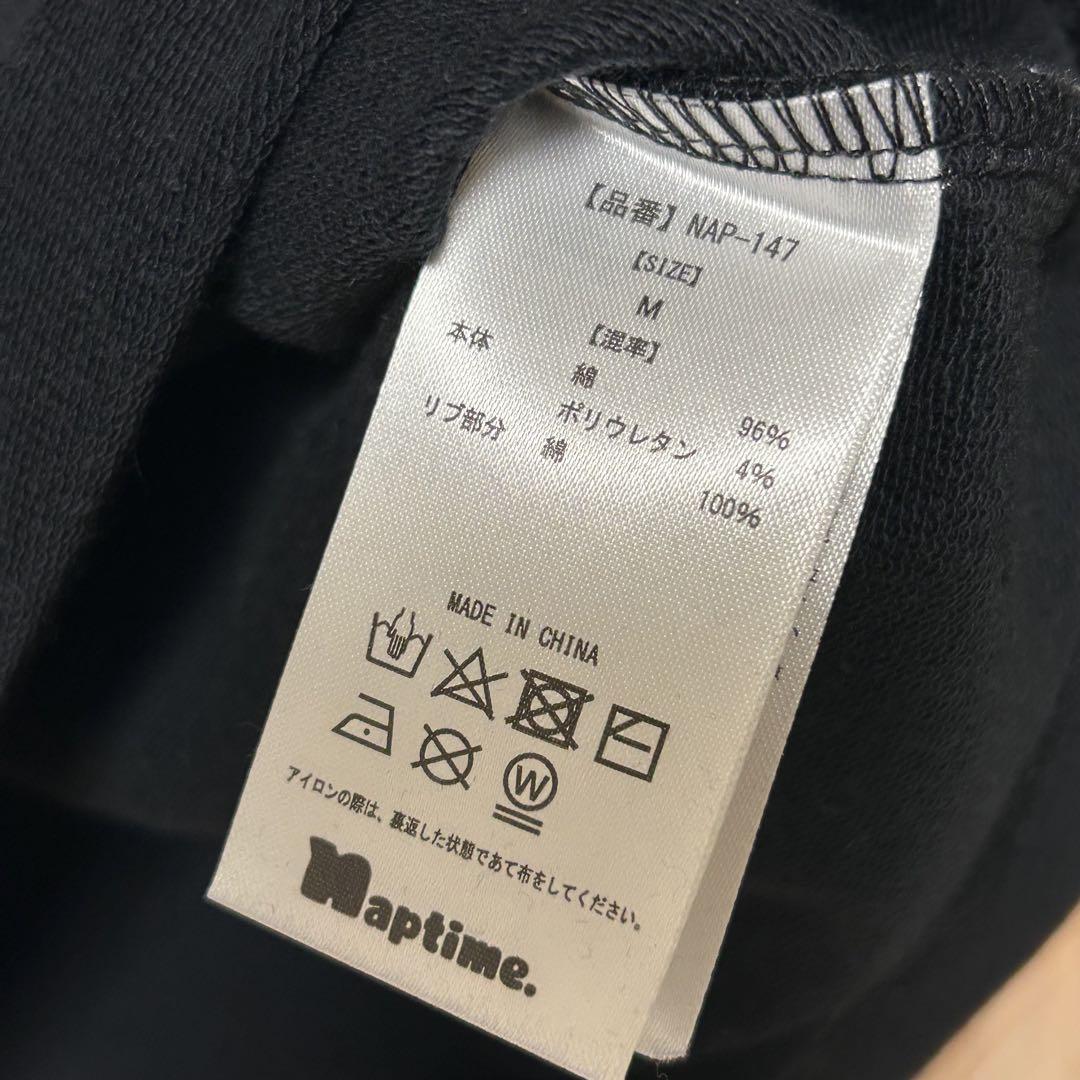 【品番】NAP-147
【SIZE】
M
【混率】
本体 綿 96%
ポリウレタン 4%
リブ部分 綿 100%
MADE IN CHINA
W
アイロンの際は、裏返した状態であて布をしてください。
Naptime.